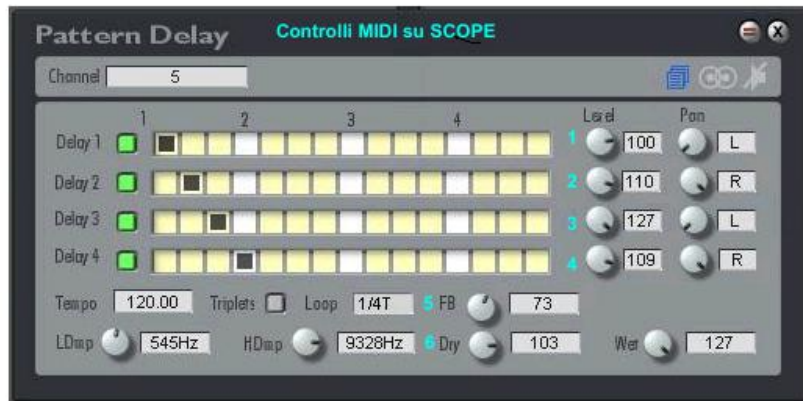 Pattern Delay Controlli MIDI su SCOPE
Channel 5
1 2 3 4 Level Pan
Delay 1 1 100 L
Delay 2 2 110 R
Delay 3 3 127 L
Delay 4 4 109 R
Tempo 120.00 Triplets Loop 1/4T 5 FB 73
LDmp 545Hz HDmp 9328Hz 6 Dry 103 Wet 127